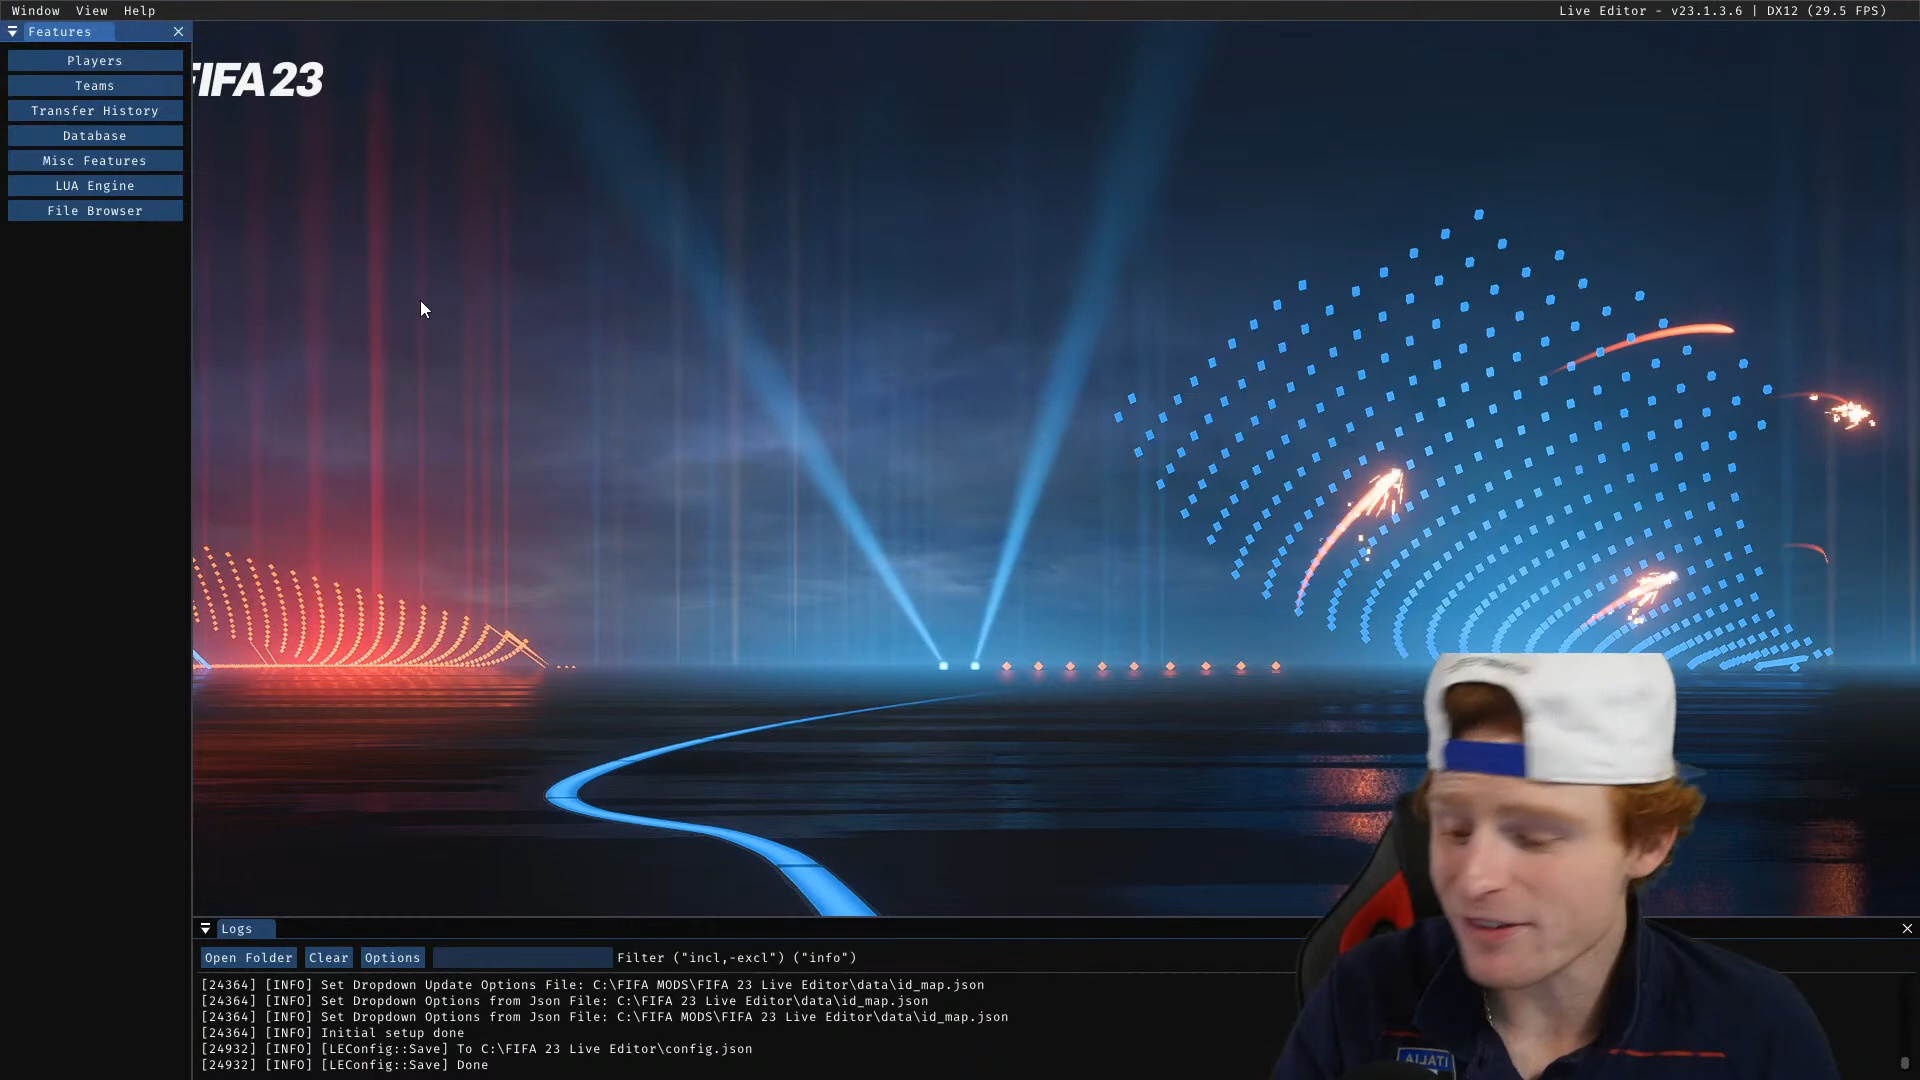 Window View Help
Live Editor - v23.1.3.6 | DX12 (29.5 FPS)
Features
Players
Teams
Transfer History
Database
Misc Features
LUA Engine
File Browser
FIFA 23
Logs
Open Folder Clear Options Filter ("incl,-excl") ("info")
[24364] [INFO] Set Dropdown Update Options File: C:\FIFA MODS\FIFA 23 Live Editor\data\id_map.json
[24364] [INFO] Set Dropdown Options from Json File: C:\FIFA 23 Live Editor\data\id_map.json
[24364] [INFO] Set Dropdown Options from Json File: C:\FIFA MODS\FIFA 23 Live Editor\data\id_map.json
[24364] [INFO] Initial setup done
[24932] [INFO] [LEConfig::Save] To C:\FIFA 23 Live Editor\config.json
[24932] [INFO] [LEConfig::Save] Done
ITALIA